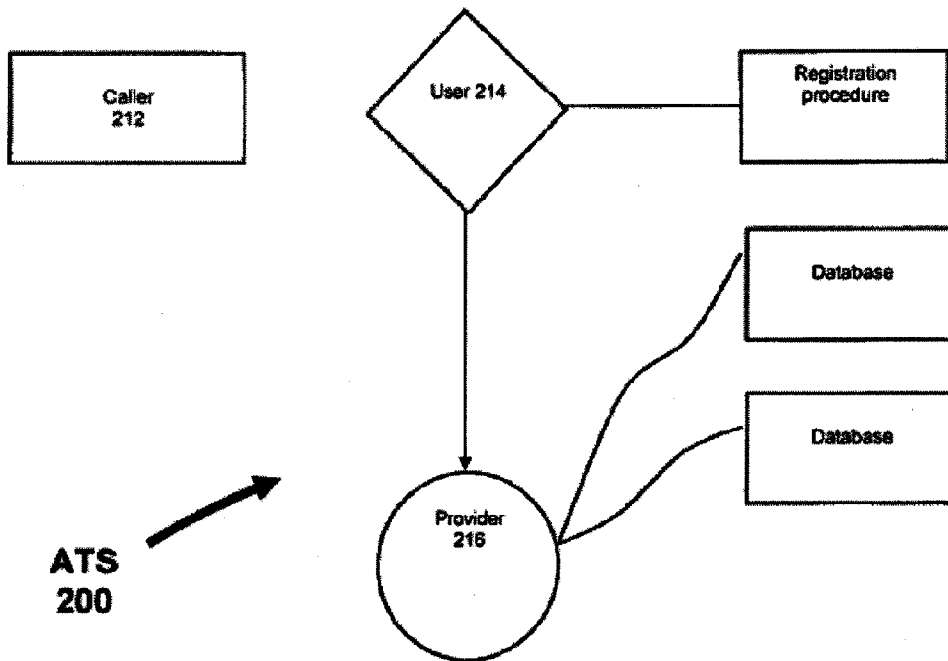 Caller
212
User 214
Registration
procedure
Database
Database
Provider
216
ATS
200